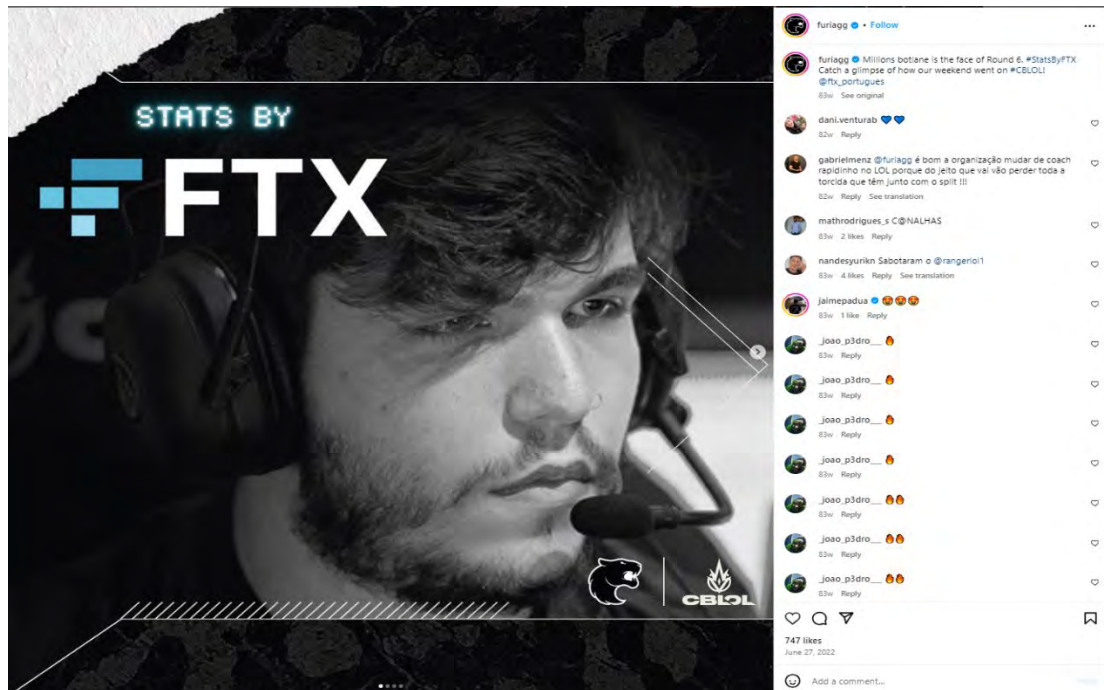 STATS BY
FTX
CBLOL
furiagg • Follow
furiagg Millions botlane is the face of Round 6. #StatsByFTX
Catch a glimpse of how our weekend went on #CBLOL!
@ftx_portugues
83w See original
dani.venturab 💙💙
82w Reply
gabrielmenz @furiagg é bom a organização mudar de coach
rapidinho no LOL porque do jeito que vai vão perder toda a
torcida que têm junto com o split !!!
82w Reply See translation
mathrodrigues_s C@NALHAS
83w 2 likes Reply
nandesyurikn Sabotaram o @rangerlol1
83w 4 likes Reply See translation
jaimepadua 🤩🤩🤩
83w 1 like Reply
_joao_p3dro__ 🔥
83w Reply
_joao_p3dro__ 🔥
83w Reply
_joao_p3dro__ 🔥
83w Reply
_joao_p3dro__ 🔥
83w Reply
_joao_p3dro__ 🔥🔥
83w Reply
_joao_p3dro__ 🔥🔥
83w Reply
_joao_p3dro__ 🔥🔥
83w Reply
747 likes
June 27, 2022
Add a comment...